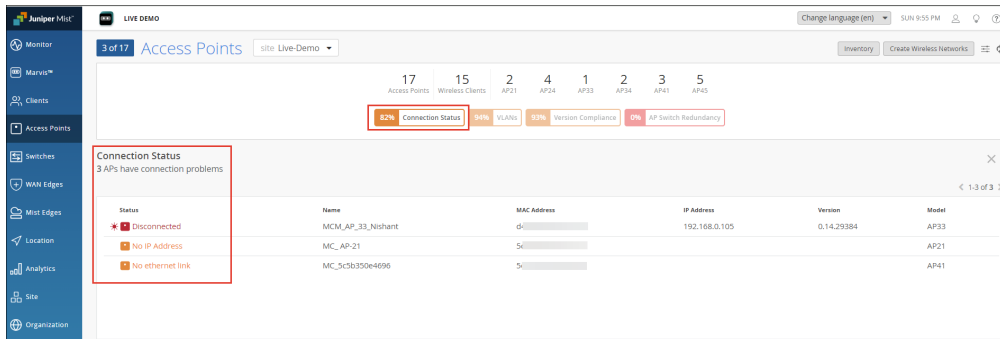 Juniper Mist™
LIVE DEMO
Change language (en)
SUN 9:55 PM
Monitor
Marvis™
Clients
Access Points
Switches
WAN Edges
Mist Edges
Location
Analytics
Site
Organization
3 of 17 Access Points site Live-Demo
Inventory
Create Wireless Networks
17 15 2 4 1 2 3 5
Access Points Wireless Clients AP21 AP24 AP33 AP34 AP41 AP45
82% Connection Status 94% VLANs 93% Version Compliance 0% AP Switch Redundancy
Connection Status
3 APs have connection problems
< 1-3 of 3 >
Status Name MAC Address IP Address Version Model
Disconnected MCM_AP_33_Nishant 192.168.0.105 0.14.29384 AP33
No IP Address MC_ AP-21 AP21
No ethernet link MC_5c5b350e4696 AP41